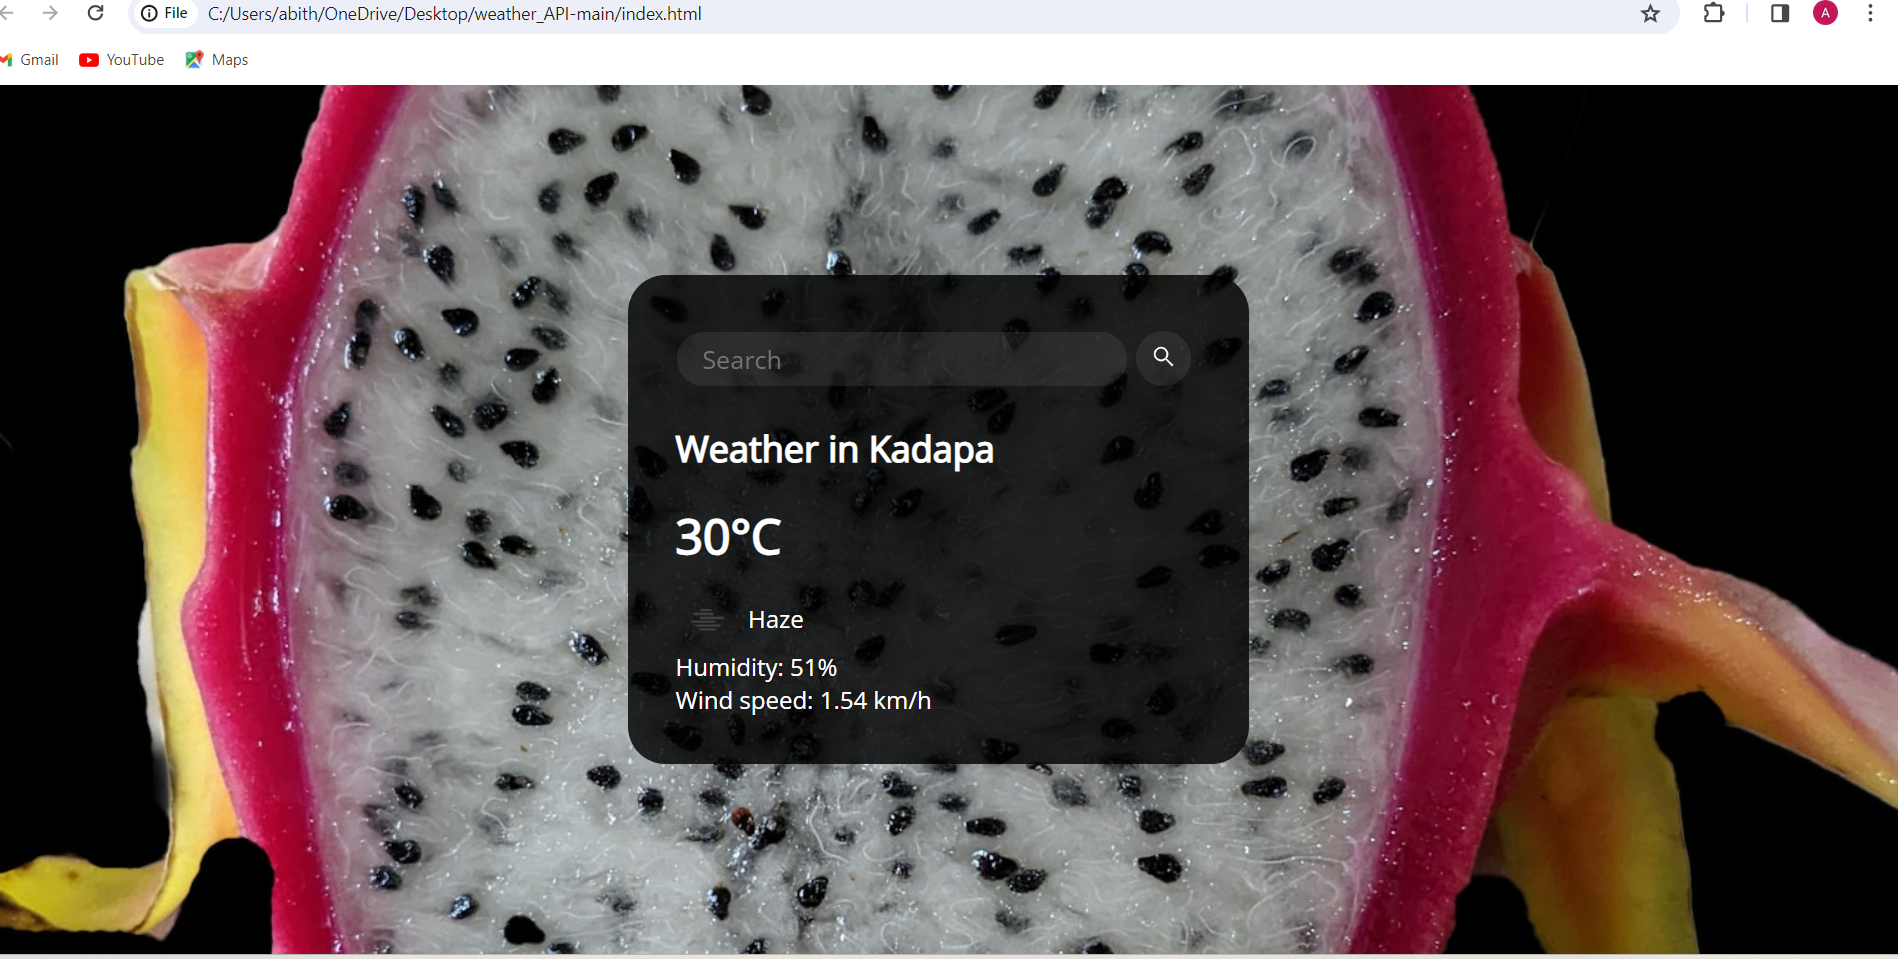 File C:/Users/abith/OneDrive/Desktop/weather_API-main/index.html A
Gmail YouTube Maps
Search
Weather in Kadapa
30°C
Haze
Humidity: 51%
Wind speed: 1.54 km/h